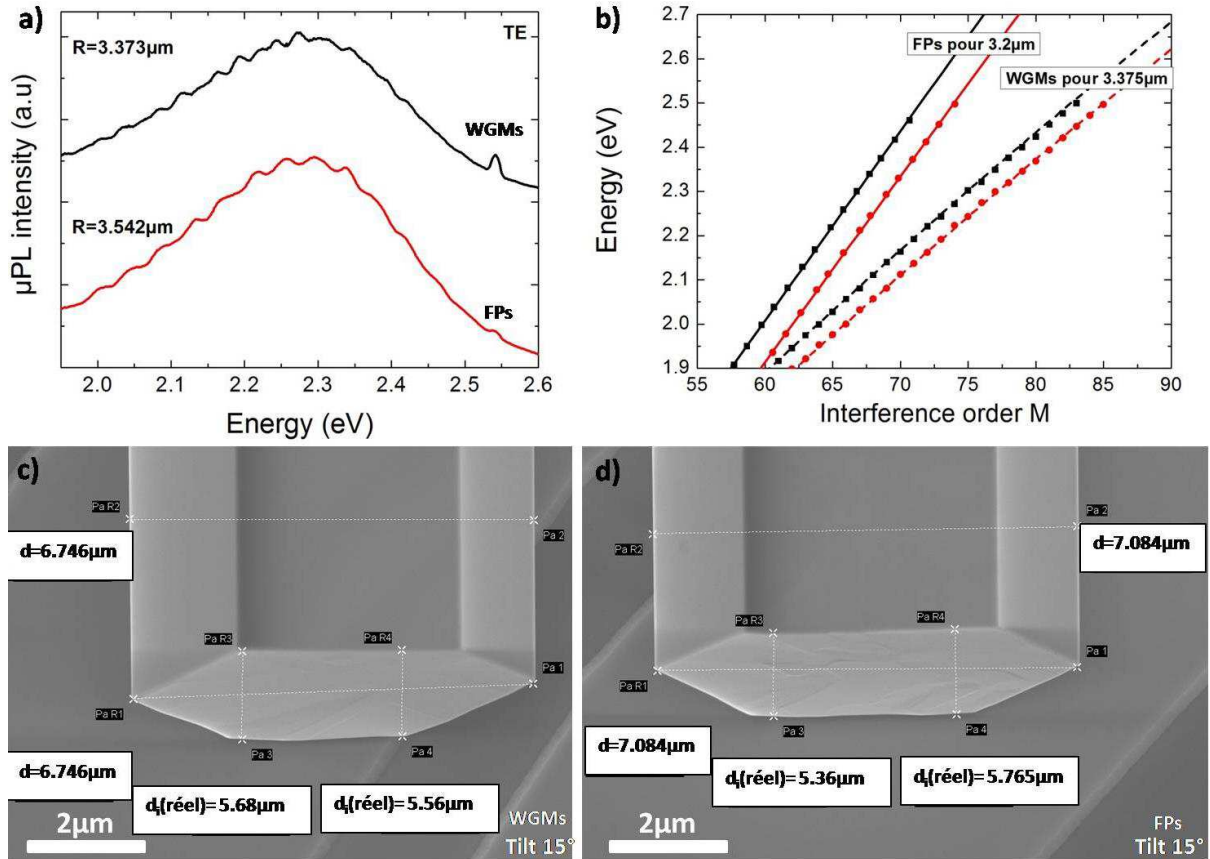 a)
R=3.373µm
TE
WGMs
R=3.542µm
FPs
µPL intensity (a.u)
2.0 2.1 2.2 2.3 2.4 2.5 2.6
Energy (eV)
b)
FPs pour 3.2µm
WGMs pour 3.375µm
2.7
2.6
2.5
2.4
2.3
2.2
2.1
2.0
1.9
Energy (eV)
55 60 65 70 75 80 85 90
Interference order M
c)
Pa R2
Pa 2
d=6.746µm
Pa R3
Pa R4
Pa 1
Pa R1
Pa 3
Pa 4
d=6.746µm
dᵢ(réel)= 5.68µm
dᵢ(réel)= 5.56µm
2µm
WGMs
Tilt 15°
d)
Pa 2
Pa R2
d=7.084µm
Pa R3
Pa R4
Pa 1
Pa R1
Pa 3
Pa 4
d=7.084µm
dᵢ(réel)= 5.36µm
dᵢ(réel)= 5.765µm
2µm
FPs
Tilt 15°